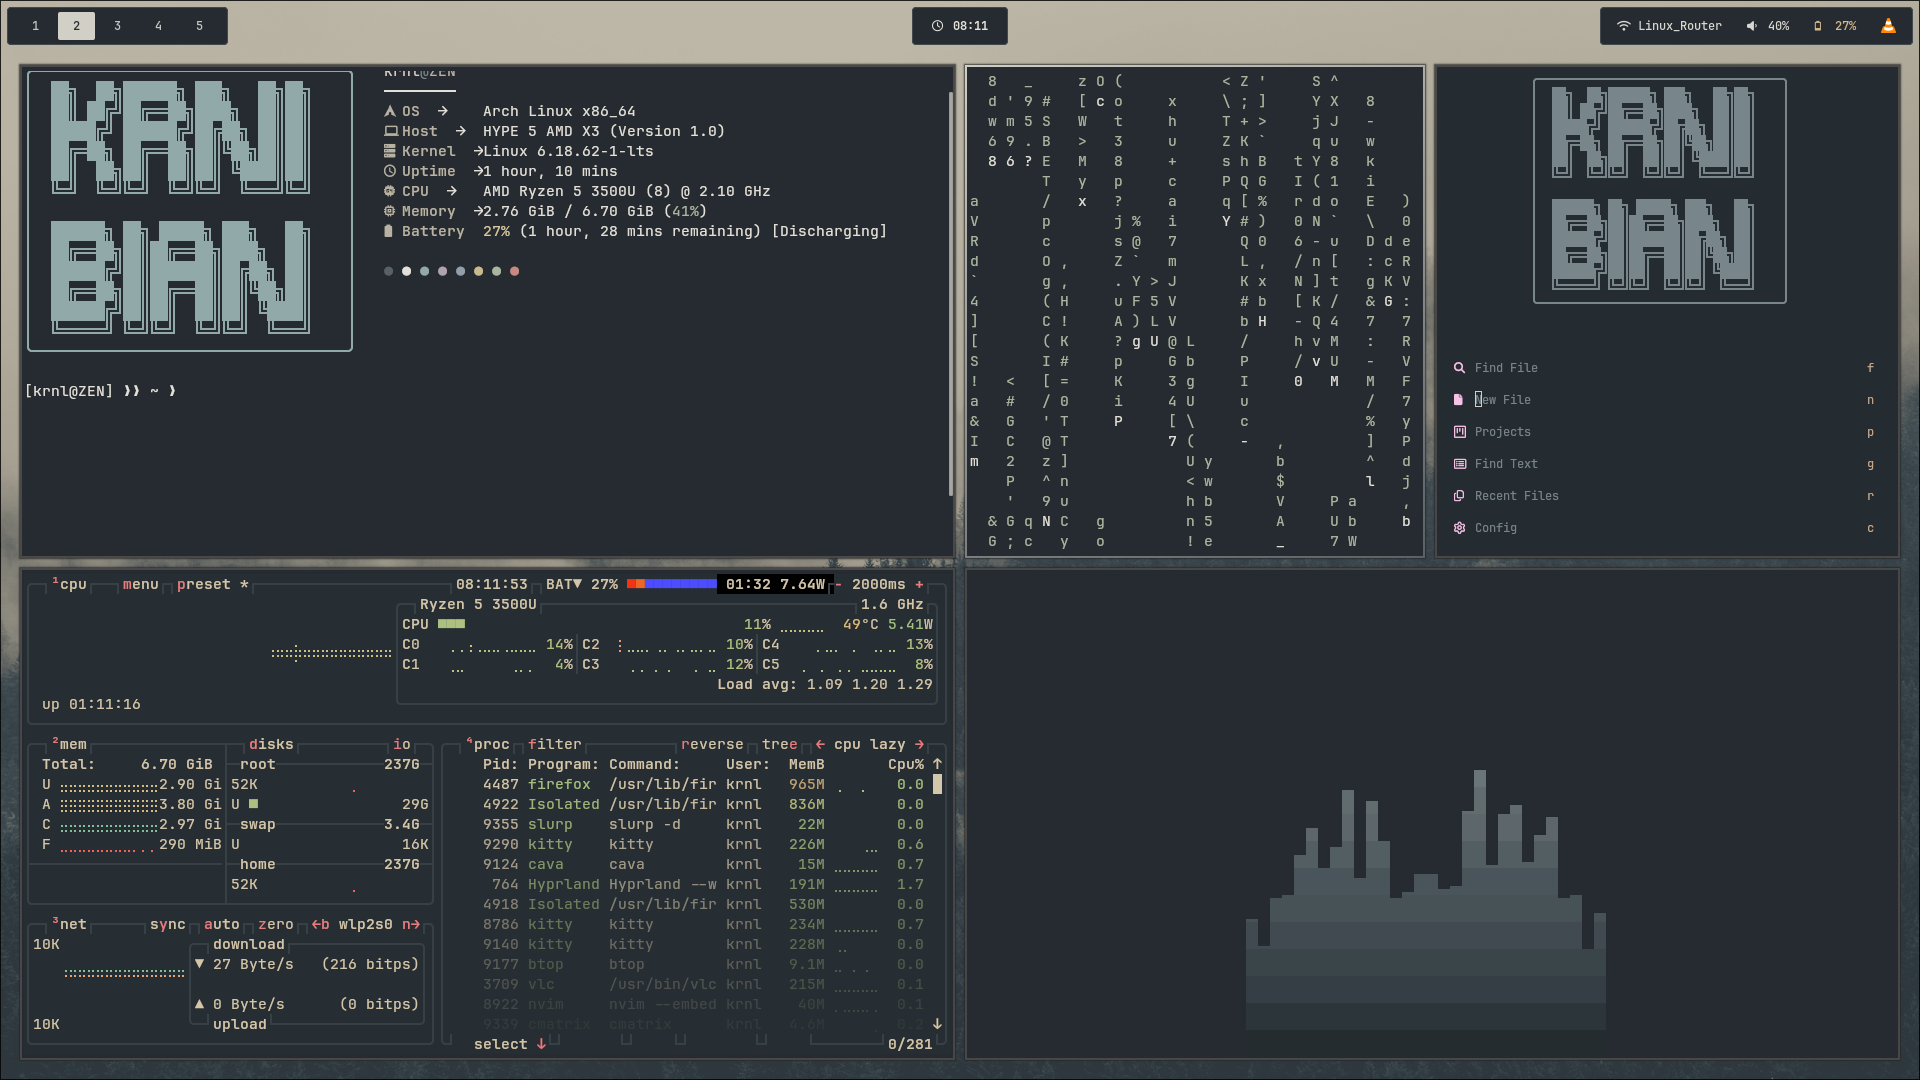 1 2 3 4 5
08:11
Linux_Router 40% 27%
KRNL
BIAN
krnl@ZEN
OS → Arch Linux x86_64
Host → HYPE 5 AMD X3 (Version 1.0)
Kernel →Linux 6.18.62-1-lts
Uptime →1 hour, 10 mins
CPU → AMD Ryzen 5 3500U (8) @ 2.10 GHz
Memory →2.76 GiB / 6.70 GiB (41%)
Battery 27% (1 hour, 28 mins remaining) [Discharging]
[krnl@ZEN] ❫❫ ~ ❫
Find File f
New File n
Projects p
Find Text g
Recent Files r
Config c
¹cpu menu preset * 08:11:53 BAT▼ 27% 01:32 7.64W - 2000ms +
Ryzen 5 3500U 1.6 GHz
CPU 11% 49°C 5.41W
C0 14% C2 10% C4 13%
C1 4% C3 12% C5 8%
Load avg: 1.09 1.20 1.29
up 01:11:16
²mem disks io
Total: 6.70 GiB root 237G
U 2.90 Gi 52K
A 3.80 Gi U 29G
C 2.97 Gi swap 3.4G
F 290 MiB U 16K
home 237G
52K
³net sync auto zero ←b wlp2s0 n→
10K download
▼ 27 Byte/s (216 bitps)
▲ 0 Byte/s (0 bitps)
10K upload
⁴proc filter reverse tree ← cpu lazy →
Pid: Program: Command: User: MemB Cpu% ↑
4487 firefox /usr/lib/fir krnl 965M 0.0
4922 Isolated /usr/lib/fir krnl 836M 0.0
9355 slurp slurp -d krnl 22M 0.0
9290 kitty kitty krnl 226M 0.6
9124 cava cava krnl 15M 0.7
764 Hyprland Hyprland --w krnl 191M 1.7
4918 Isolated /usr/lib/fir krnl 530M 0.0
8786 kitty kitty krnl 234M 0.7
9140 kitty kitty krnl 228M 0.0
9177 btop btop krnl 9.1M 0.0
3709 vlc /usr/bin/vlc krnl 215M 0.1
8922 nvim nvim --embed krnl 40M 0.1
9339 cmatrix cmatrix krnl 4.6M 0.2 ↓
select ↓ 0/281